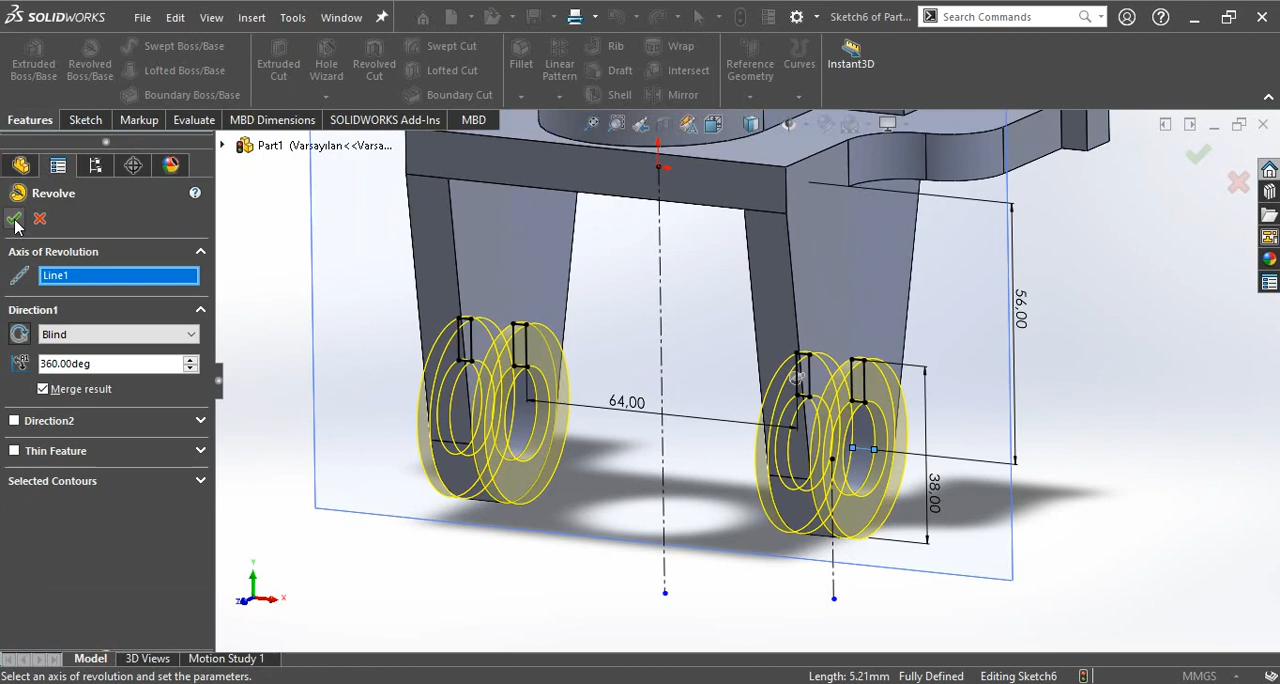 SOLIDWORKS File Edit View Insert Tools Window Sketch6 of Part... Search Commands
Extruded Boss/Base
Revolved Boss/Base
Swept Boss/Base
Lofted Boss/Base
Boundary Boss/Base
Extruded Cut
Hole Wizard
Revolved Cut
Swept Cut
Lofted Cut
Boundary Cut
Fillet
Linear Pattern
Rib
Draft
Shell
Wrap
Intersect
Mirror
Reference Geometry
Curves
Instant3D
Features Sketch Markup Evaluate MBD Dimensions SOLIDWORKS Add-Ins MBD
Part1 (Varsayılan<<Varsa...
Revolve
Axis of Revolution
Line1
Direction1
Blind
360.00deg
Merge result
Direction2
Thin Feature
Selected Contours
56,00
64,00
38,00
Y
X
Z
Model 3D Views Motion Study 1
Select an axis of revolution and set the parameters. Length: 5.21mm Fully Defined Editing Sketch6 MMGS